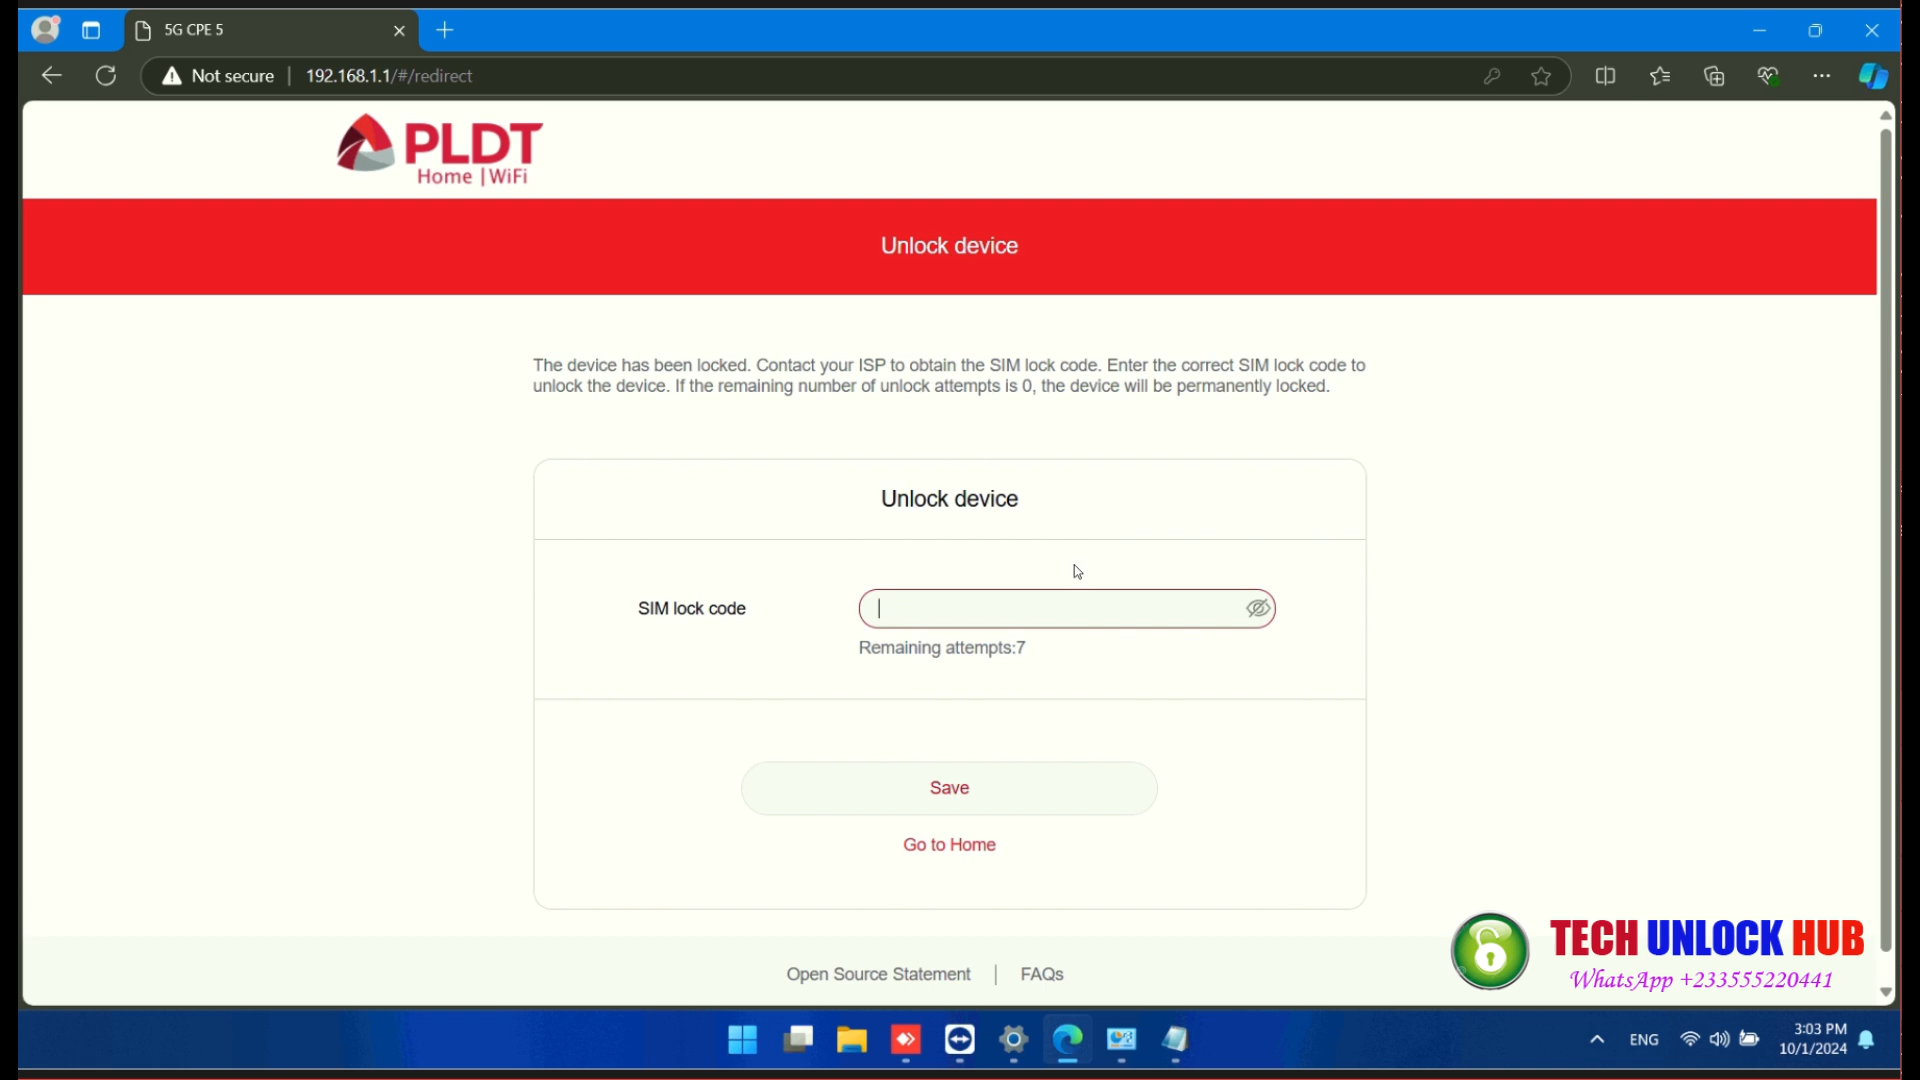 5G CPE 5
Not secure
192.168.1.1/#/redirect
PLDT
Home | WiFi
Unlock device
The device has been locked. Contact your ISP to obtain the SIM lock code. Enter the correct SIM lock code to
unlock the device. If the remaining number of unlock attempts is 0, the device will be permanently locked.
Unlock device
SIM lock code
Remaining attempts:7
Save
Go to Home
Open Source Statement | FAQs
TECH UNLOCK HUB
WhatsApp +233555220441
ENG
3:03 PM
10/1/2024